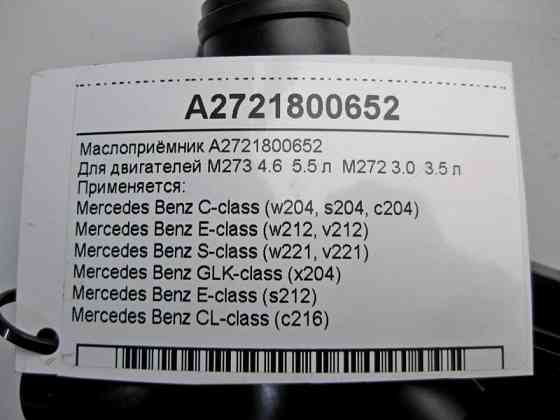 A2721800652
Маслоприёмник A2721800652
Для двигателей M273 4.6 5.5 л M272 3.0 3.5 л
Применяется:
Mercedes Benz C-class (w204, s204, c204)
Mercedes Benz E-class (w212, v212)
Mercedes Benz S-class (w221, v221)
Mercedes Benz GLK-class (x204)
Mercedes Benz E-class (s212)
Mercedes Benz CL-class (c216)